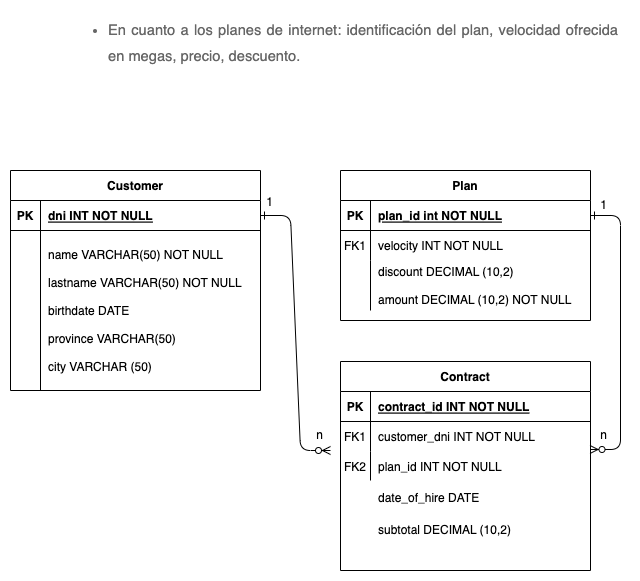 • En cuanto a los planes de internet: identificación del plan, velocidad ofrecida
en megas, precio, descuento.
Customer
PK dni INT NOT NULL
name VARCHAR(50) NOT NULL
lastname VARCHAR(50) NOT NULL
birthdate DATE
province VARCHAR(50)
city VARCHAR (50)
1
n
Plan
PK plan_id int NOT NULL
FK1 velocity INT NOT NULL
discount DECIMAL (10,2)
amount DECIMAL (10,2) NOT NULL
1
n
Contract
PK contract_id INT NOT NULL
FK1 customer_dni INT NOT NULL
FK2 plan_id INT NOT NULL
date_of_hire DATE
subtotal DECIMAL (10,2)